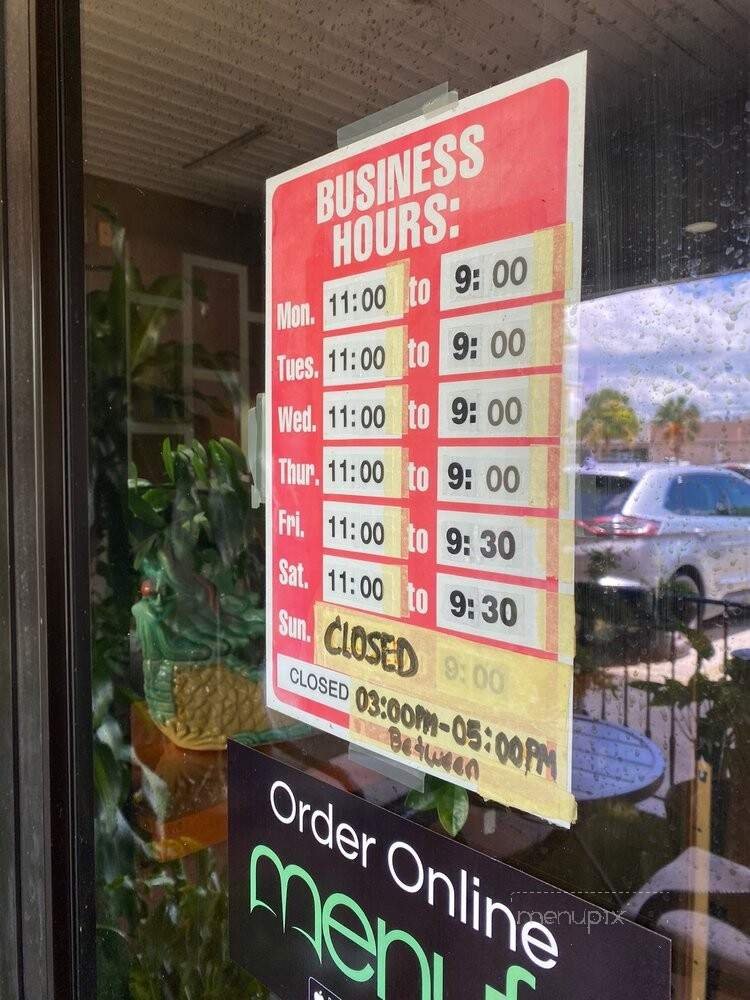 BUSINESS
HOURS:
Mon. 11:00 to 9:00
Tues. 11:00 to 9:00
Wed. 11:00 to 9:00
Thur. 11:00 to 9:00
Fri. 11:00 to 9:30
Sat. 11:00 to 9:30
Sun. CLOSED 9:00
CLOSED 03:00PM-05:00PM
Between
Order Online
menuf
menupix